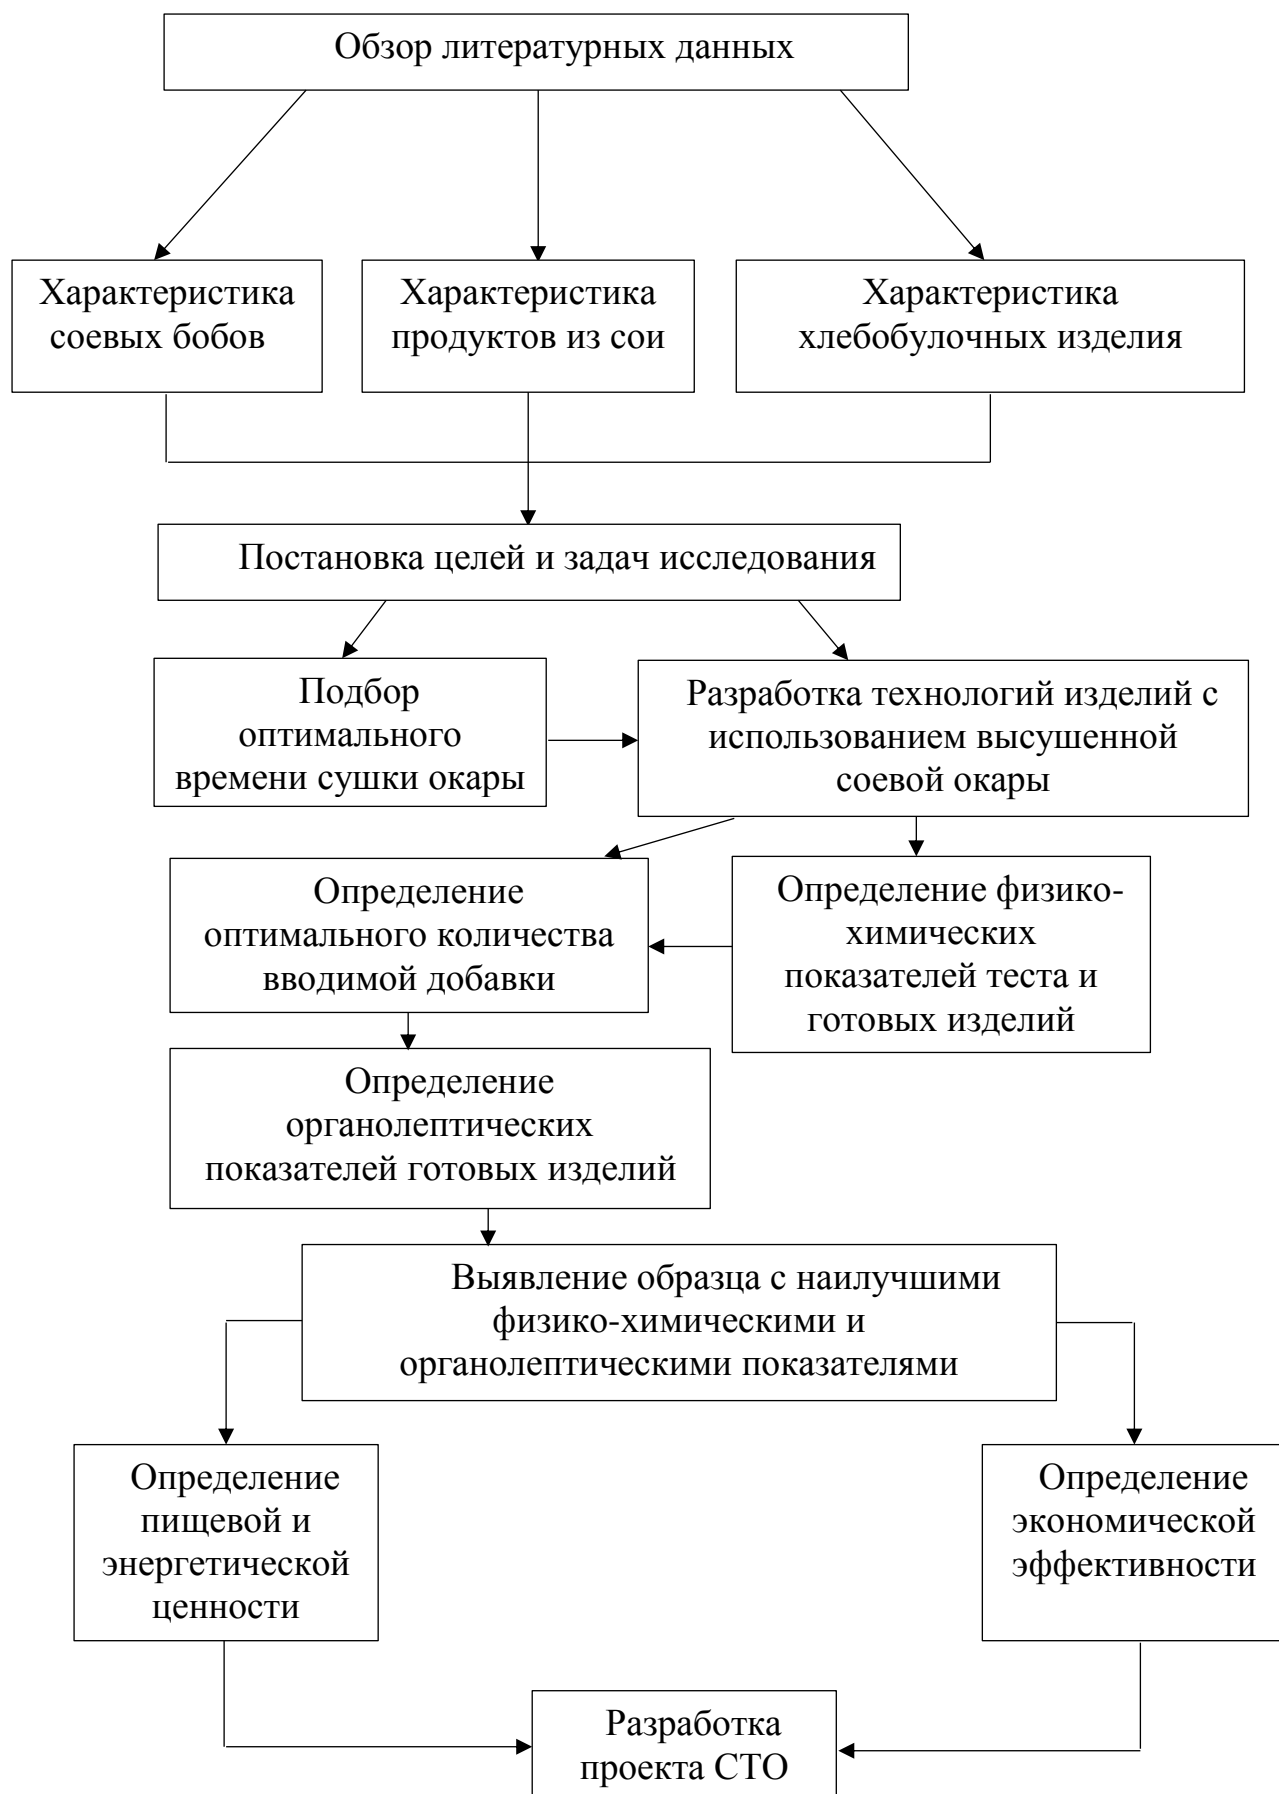 Обзор литературных данных
Характеристика
соевых бобов
Характеристика
продуктов из сои
Характеристика
хлебобулочных изделия
Постановка целей и задач исследования
Подбор
оптимального
времени сушки окары
Разработка технологий изделий с
использованием высушенной
соевой окары
Определение
оптимального количества
вводимой добавки
Определение физико-
химических
показателей теста и
готовых изделий
Определение
органолептических
показателей готовых изделий
Выявление образца с наилучшими
физико-химическими и
органолептическими показателями
Определение
пищевой и
энергетической
ценности
Определение
экономической
эффективности
Разработка
проекта СТО